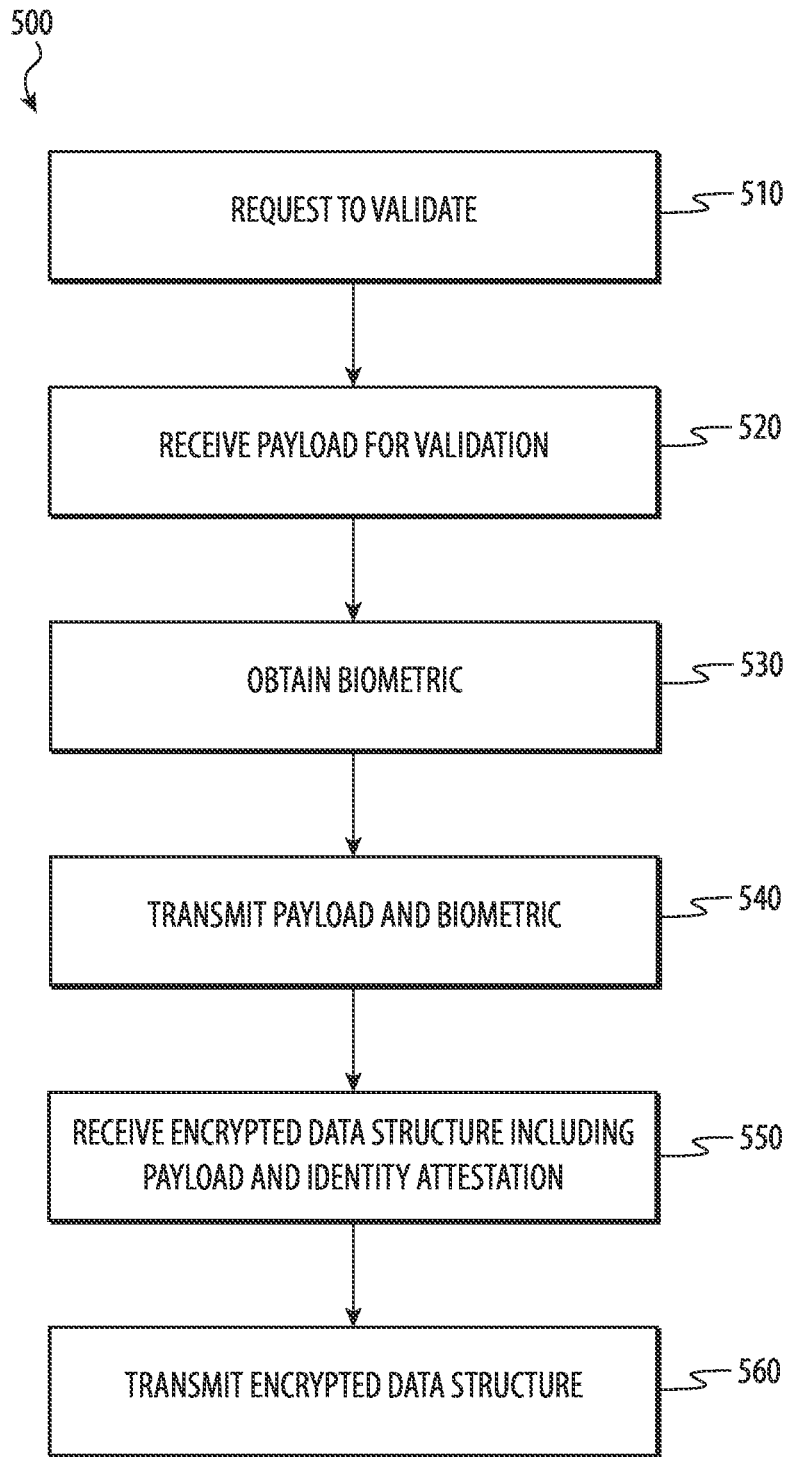 500
REQUEST TO VALIDATE
510
RECEIVE PAYLOAD FOR VALIDATION
520
OBTAIN BIOMETRIC
530
TRANSMIT PAYLOAD AND BIOMETRIC
540
RECEIVE ENCRYPTED DATA STRUCTURE INCLUDING
PAYLOAD AND IDENTITY ATTESTATION
550
TRANSMIT ENCRYPTED DATA STRUCTURE
560